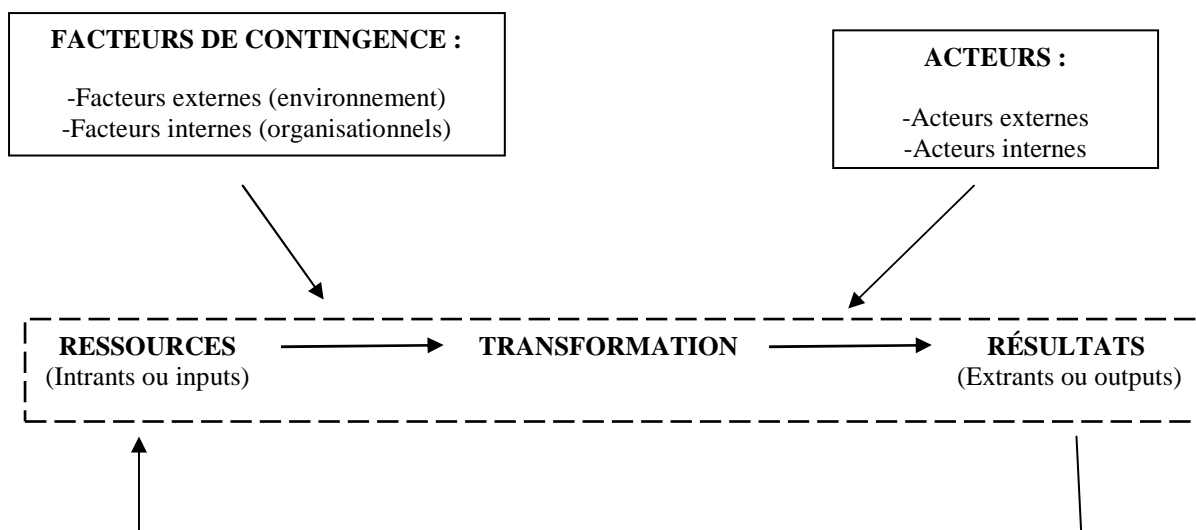 FACTEURS DE CONTINGENCE :
-Facteurs externes (environnement)
-Facteurs internes (organisationnels)
ACTEURS :
-Acteurs externes
-Acteurs internes
RESSOURCES
(Intrants ou inputs)
TRANSFORMATION
RÉSULTATS
(Extrants ou outputs)